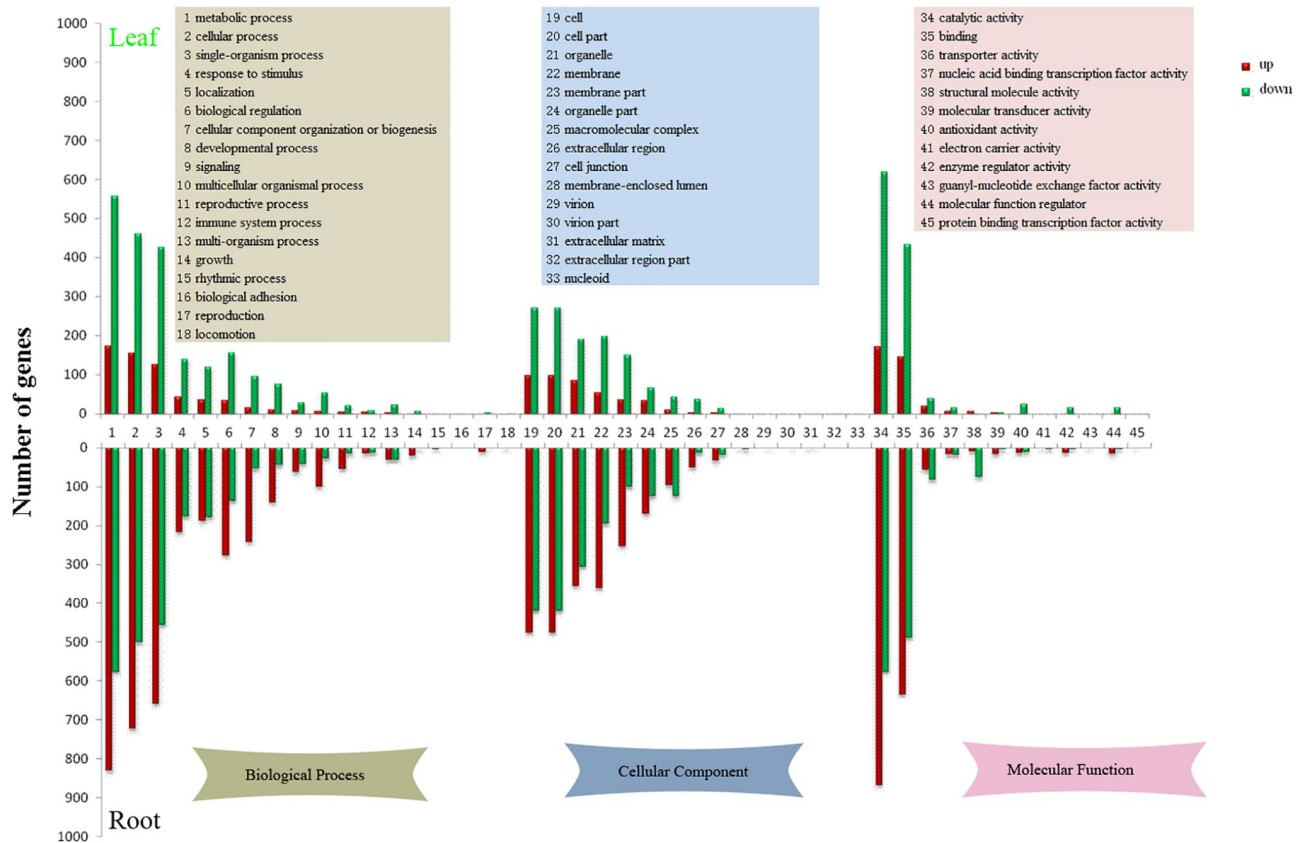 Leaf
1 metabolic process
2 cellular process
3 single-organism process
4 response to stimulus
5 localization
6 biological regulation
7 cellular component organization or biogenesis
8 developmental process
9 signaling
10 multicellular organismal process
11 reproductive process
12 immune system process
13 multi-organism process
14 growth
15 rhythmic process
16 biological adhesion
17 reproduction
18 locomotion
19 cell
20 cell part
21 organelle
22 membrane
23 membrane part
24 organelle part
25 macromolecular complex
26 extracellular region
27 cell junction
28 membrane-enclosed lumen
29 virion
30 virion part
31 extracellular matrix
32 extracellular region part
33 nucleoid
34 catalytic activity
35 binding
36 transporter activity
37 nucleic acid binding transcription factor activity
38 structural molecule activity
39 molecular transducer activity
40 antioxidant activity
41 electron carrier activity
42 enzyme regulator activity
43 guanyl-nucleotide exchange factor activity
44 molecular function regulator
45 protein binding transcription factor activity
up
down
Number of genes
1000
900
800
700
600
500
400
300
200
100
0
1 2 3 4 5 6 7 8 9 10 11 12 13 14 15 16 17 18 19 20 21 22 23 24 25 26 27 28 29 30 31 32 33 34 35 36 37 38 39 40 41 42 43 44 45
0
100
200
300
400
500
600
700
800
900
1000
Biological Process
Cellular Component
Molecular Function
Root